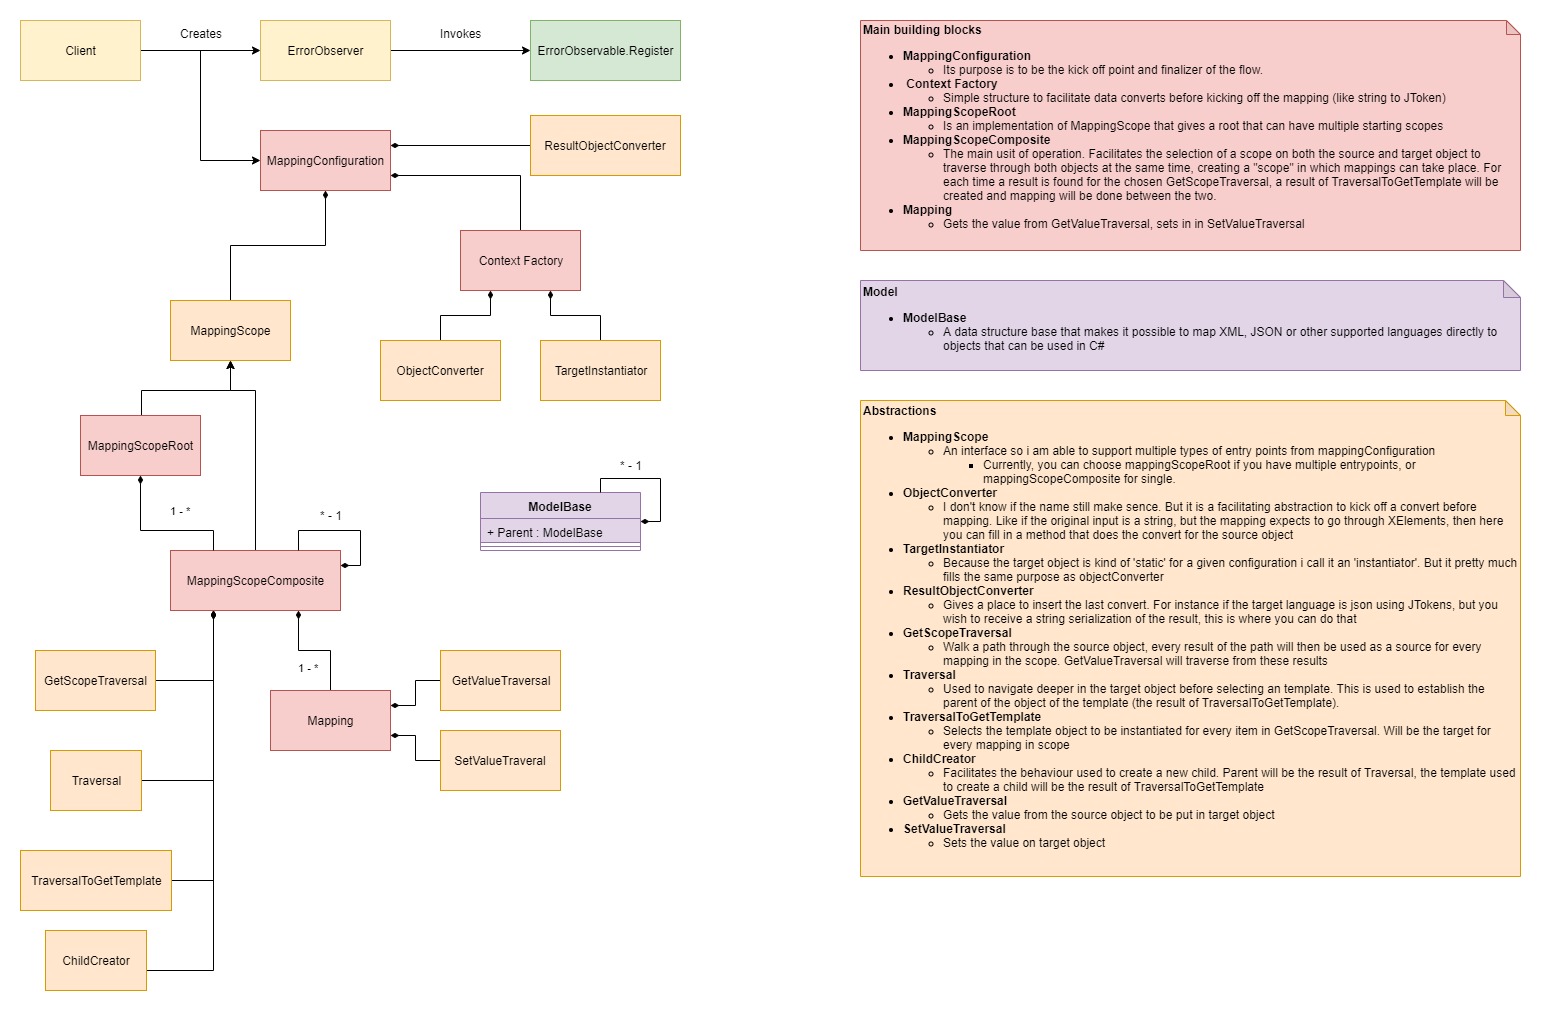 Client
Creates
ErrorObserver
Invokes
ErrorObservable.Register
MappingConfiguration
ResultObjectConverter
Context Factory
MappingScope
ObjectConverter
TargetInstantiator
MappingScopeRoot
1 - *
* - 1
MappingScopeComposite
* - 1
ModelBase
+ Parent : ModelBase
GetScopeTraversal
1 - *
GetValueTraversal
Mapping
SetValueTraveral
Traversal
TraversalToGetTemplate
ChildCreator
Main building blocks
MappingConfiguration
Its purpose is to be the kick off point and finalizer of the flow.
Context Factory
Simple structure to facilitate data converts before kicking off the mapping (like string to JToken)
MappingScopeRoot
Is an implementation of MappingScope that gives a root that can have multiple starting scopes
MappingScopeComposite
The main usit of operation. Facilitates the selection of a scope on both the source and target object to
traverse through both objects at the same time, creating a "scope" in which mappings can take place. For
each time a result is found for the chosen GetScopeTraversal, a result of TraversalToGetTemplate will be
created and mapping will be done between the two.
Mapping
Gets the value from GetValueTraversal, sets in in SetValueTraversal
Model
ModelBase
A data structure base that makes it possible to map XML, JSON or other supported languages directly to
objects that can be used in C#
Abstractions
MappingScope
An interface so i am able to support multiple types of entry points from mappingConfiguration
Currently, you can choose mappingScopeRoot if you have multiple entrypoints, or
mappingScopeComposite for single.
ObjectConverter
I don't know if the name still make sence. But it is a facilitating abstraction to kick off a convert before
mapping. Like if the original input is a string, but the mapping expects to go through XElements, then here
you can fill in a method that does the convert for the source object
TargetInstantiator
Because the target object is kind of 'static' for a given configuration i call it an 'instantiator'. But it pretty much
fills the same purpose as objectConverter
ResultObjectConverter
Gives a place to insert the last convert. For instance if the target language is json using JTokens, but you
wish to receive a string serialization of the result, this is where you can do that
GetScopeTraversal
Walk a path through the source object, every result of the path will then be used as a source for every
mapping in the scope. GetValueTraversal will traverse from these results
Traversal
Used to navigate deeper in the target object before selecting an template. This is used to establish the
parent of the object of the template (the result of TraversalToGetTemplate).
TraversalToGetTemplate
Selects the template object to be instantiated for every item in GetScopeTraversal. Will be the target for
every mapping in scope
ChildCreator
Facilitates the behaviour used to create a new child. Parent will be the result of Traversal, the template used
to create a child will be the result of TraversalToGetTemplate
GetValueTraversal
Gets the value from the source object to be put in target object
SetValueTraversal
Sets the value on target object